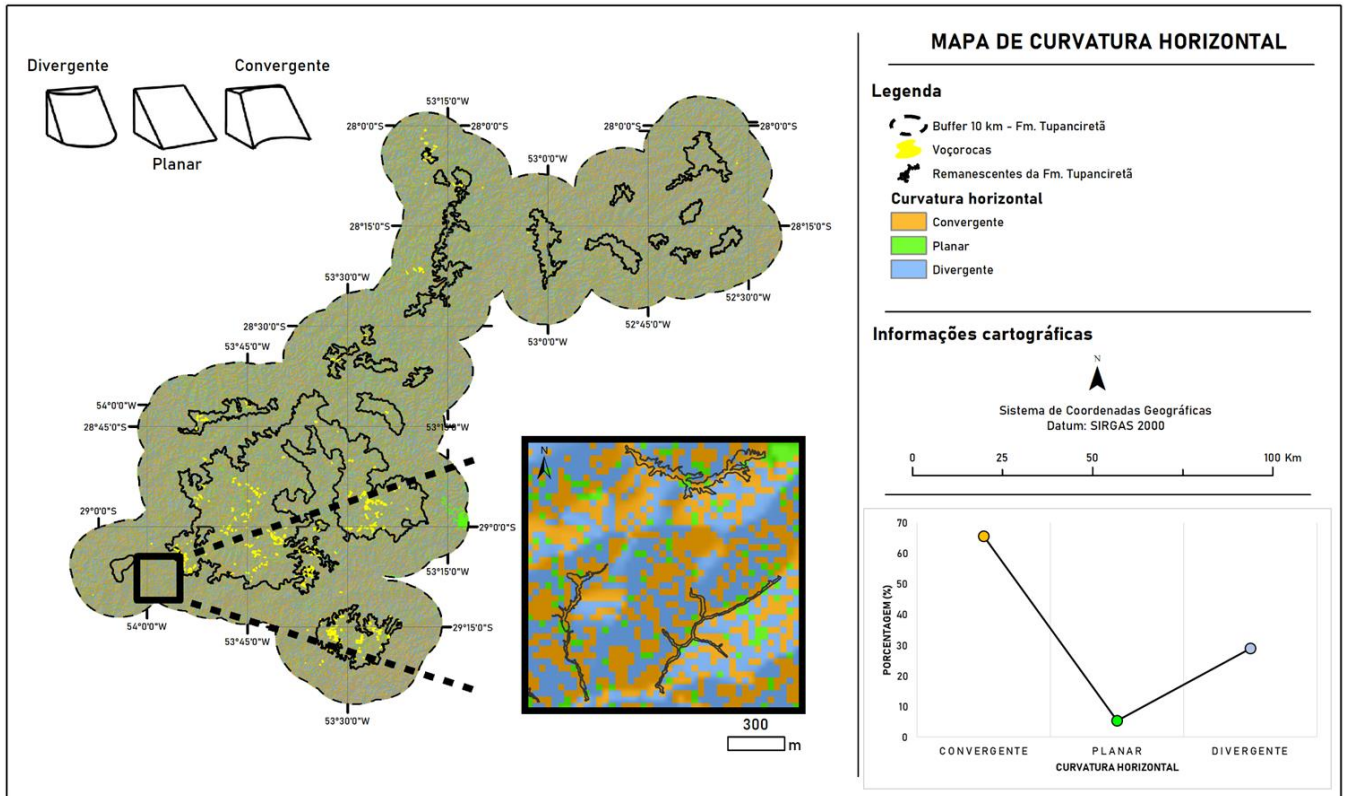 Divergente
Convergente
Planar
53°15'0"W
28°0'0"S
28°0'0"S
28°0'0"S
28°0'0"S
53°0'0"W
28°15'0"S
28°15'0"S
53°30'0"W
52°30'0"W
52°45'0"W
28°30'0"S
53°0'0"W
53°45'0"W
54°0'0"W
28°45'0"S
53°15'0"W
29°0'0"S
29°0'0"S
53°15'0"W
54°0'0"W
29°15'0"S
53°45'0"W
53°30'0"W
N
300
m
MAPA DE CURVATURA HORIZONTAL
Legenda
Buffer 10 km - Fm. Tupanciretã
Voçorocas
Remanescentes da Fm. Tupanciretã
Curvatura horizontal
Convergente
Planar
Divergente
Informações cartográficas
N
Sistema de Coordenadas Geográficas
Datum: SIRGAS 2000
0 25 50 100 Km
PORCENTAGEM (%)
70
60
50
40
30
20
10
0
CONVERGENTE PLANAR DIVERGENTE
CURVATURA HORIZONTAL